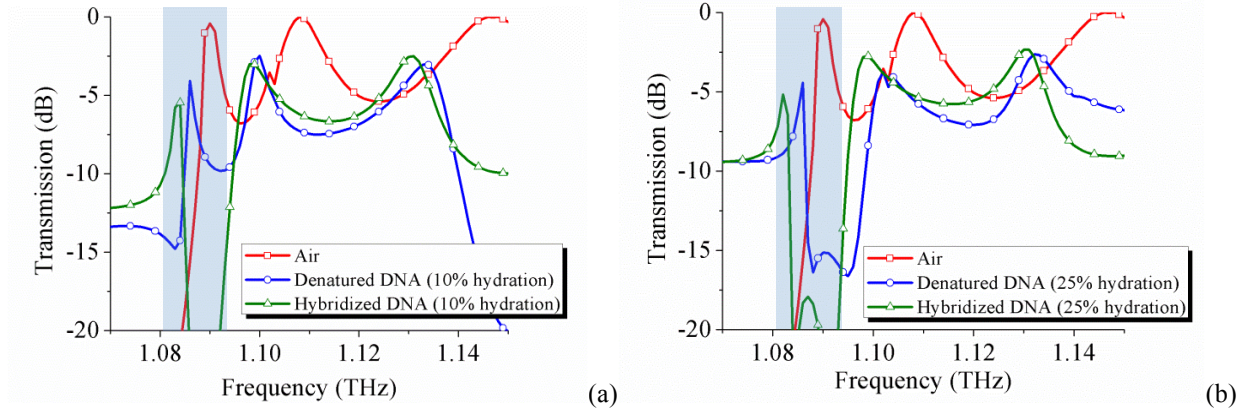 0
-5
-10
-15
-20
Transmission (dB)
Air
Denatured DNA (10% hydration)
Hybridized DNA (10% hydration)
1.08
1.10
1.12
1.14
Frequency (THz)
(a)
0
-5
-10
-15
-20
Transmission (dB)
Air
Denatured DNA (25% hydration)
Hybridized DNA (25% hydration)
1.08
1.10
1.12
1.14
Frequency (THz)
(b)